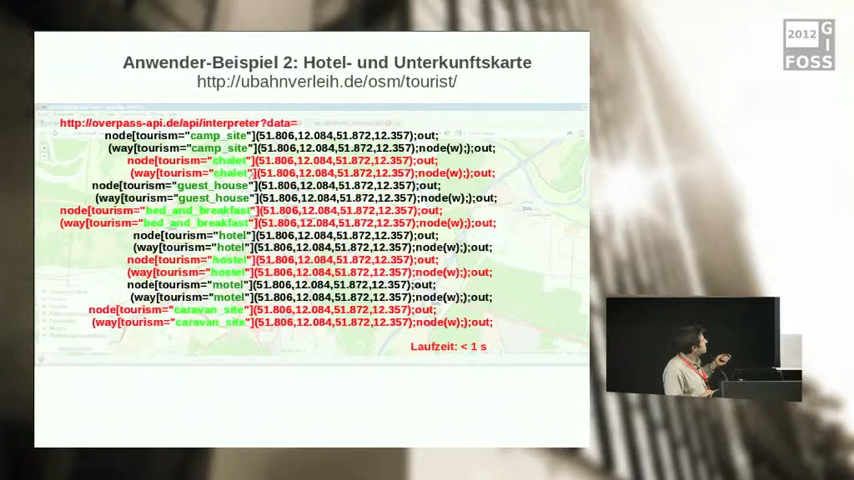 2012
GI
FOSS
Anwender-Beispiel 2: Hotel- und Unterkunftskarte
http://ubahnverleih.de/osm/tourist/
http://overpass-api.de/api/interpreter?data=
node[tourism="camp_site"](51.806,12.084,51.872,12.357);out;
(way[tourism="camp_site"](51.806,12.084,51.872,12.357);node(w););out;
node[tourism="chalet"](51.806,12.084,51.872,12.357);out;
(way[tourism="chalet"](51.806,12.084,51.872,12.357);node(w););out;
node[tourism="guest_house"](51.806,12.084,51.872,12.357);out;
(way[tourism="guest_house"](51.806,12.084,51.872,12.357);node(w););out;
node[tourism="bed_and_breakfast"](51.806,12.084,51.872,12.357);out;
(way[tourism="bed_and_breakfast"](51.806,12.084,51.872,12.357);node(w););out;
node[tourism="hotel"](51.806,12.084,51.872,12.357);out;
(way[tourism="hotel"](51.806,12.084,51.872,12.357);node(w););out;
node[tourism="hostel"](51.806,12.084,51.872,12.357);out;
(way[tourism="hostel"](51.806,12.084,51.872,12.357);node(w););out;
node[tourism="motel"](51.806,12.084,51.872,12.357);out;
(way[tourism="motel"](51.806,12.084,51.872,12.357);node(w););out;
node[tourism="caravan_site"](51.806,12.084,51.872,12.357);out;
(way[tourism="caravan_site"](51.806,12.084,51.872,12.357);node(w););out;
Laufzeit: < 1 s